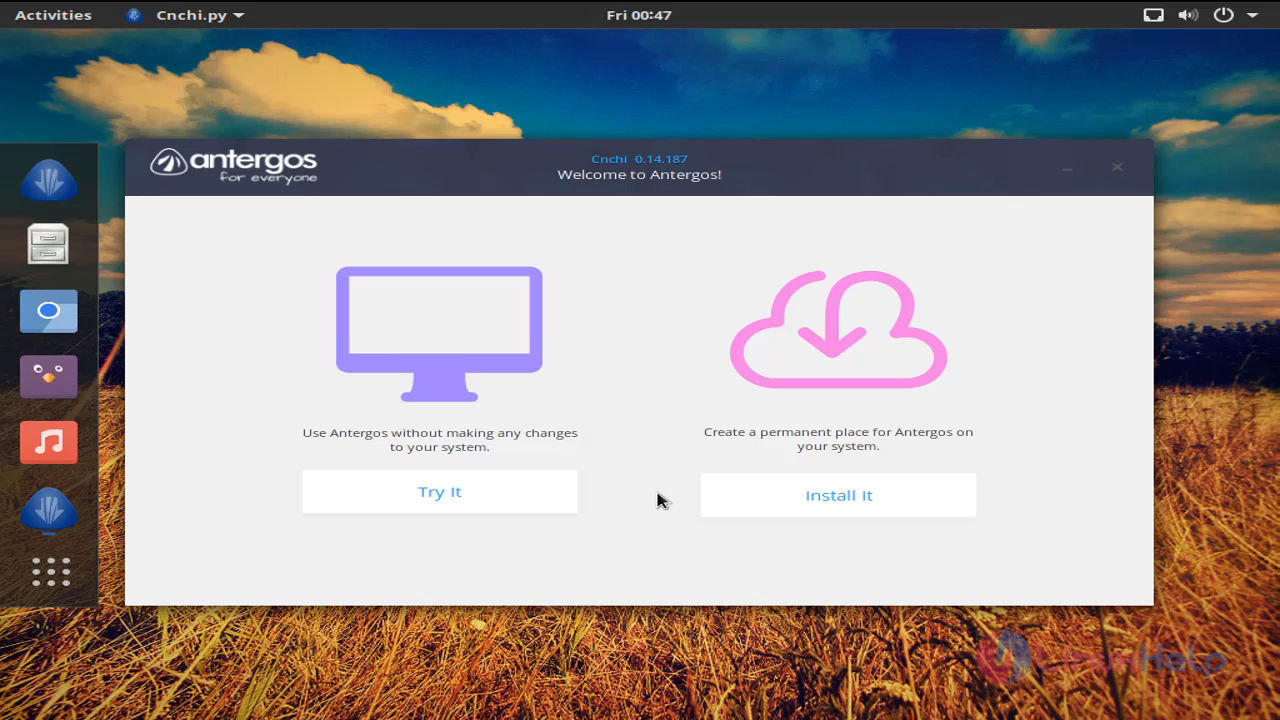 Activities
Cnchi.py
Fri 00:47
antergos
for everyone
Cnchi 0.14.187
Welcome to Antergos!
Use Antergos without making any changes
to your system.
Try It
Create a permanent place for Antergos on
your system.
Install It